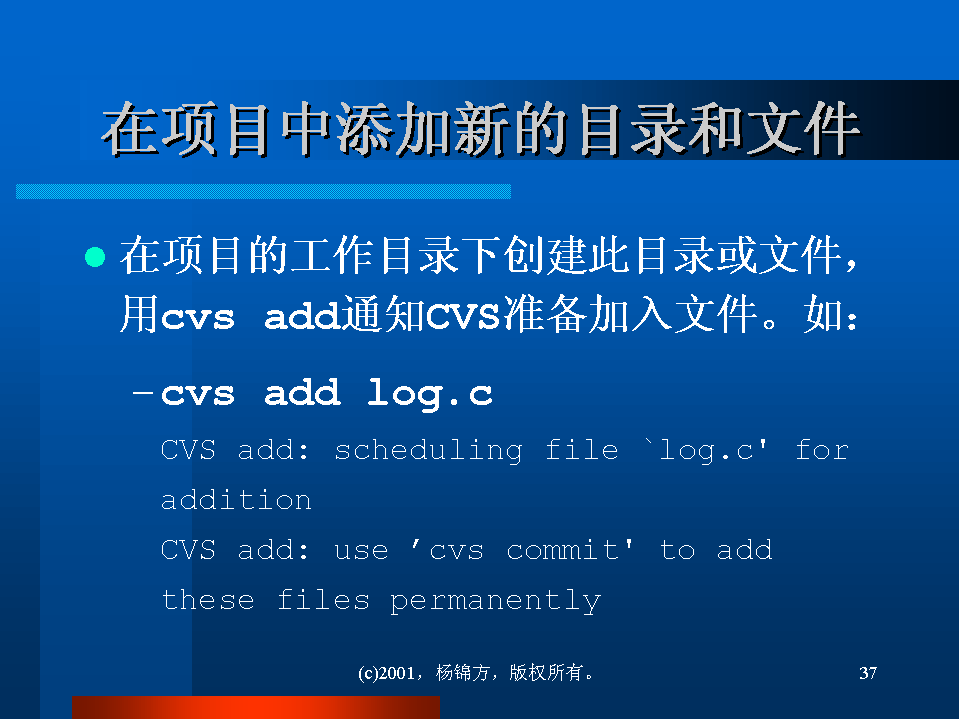 在项目中添加新的目录和文件
在项目的工作目录下创建此目录或文件，
用cvs add通知CVS准备加入文件。如：
–cvs add log.c
CVS add: scheduling file `log.c' for
addition
CVS add: use ’cvs commit' to add
these files permanently
(c)2001，杨锦方，版权所有。
37